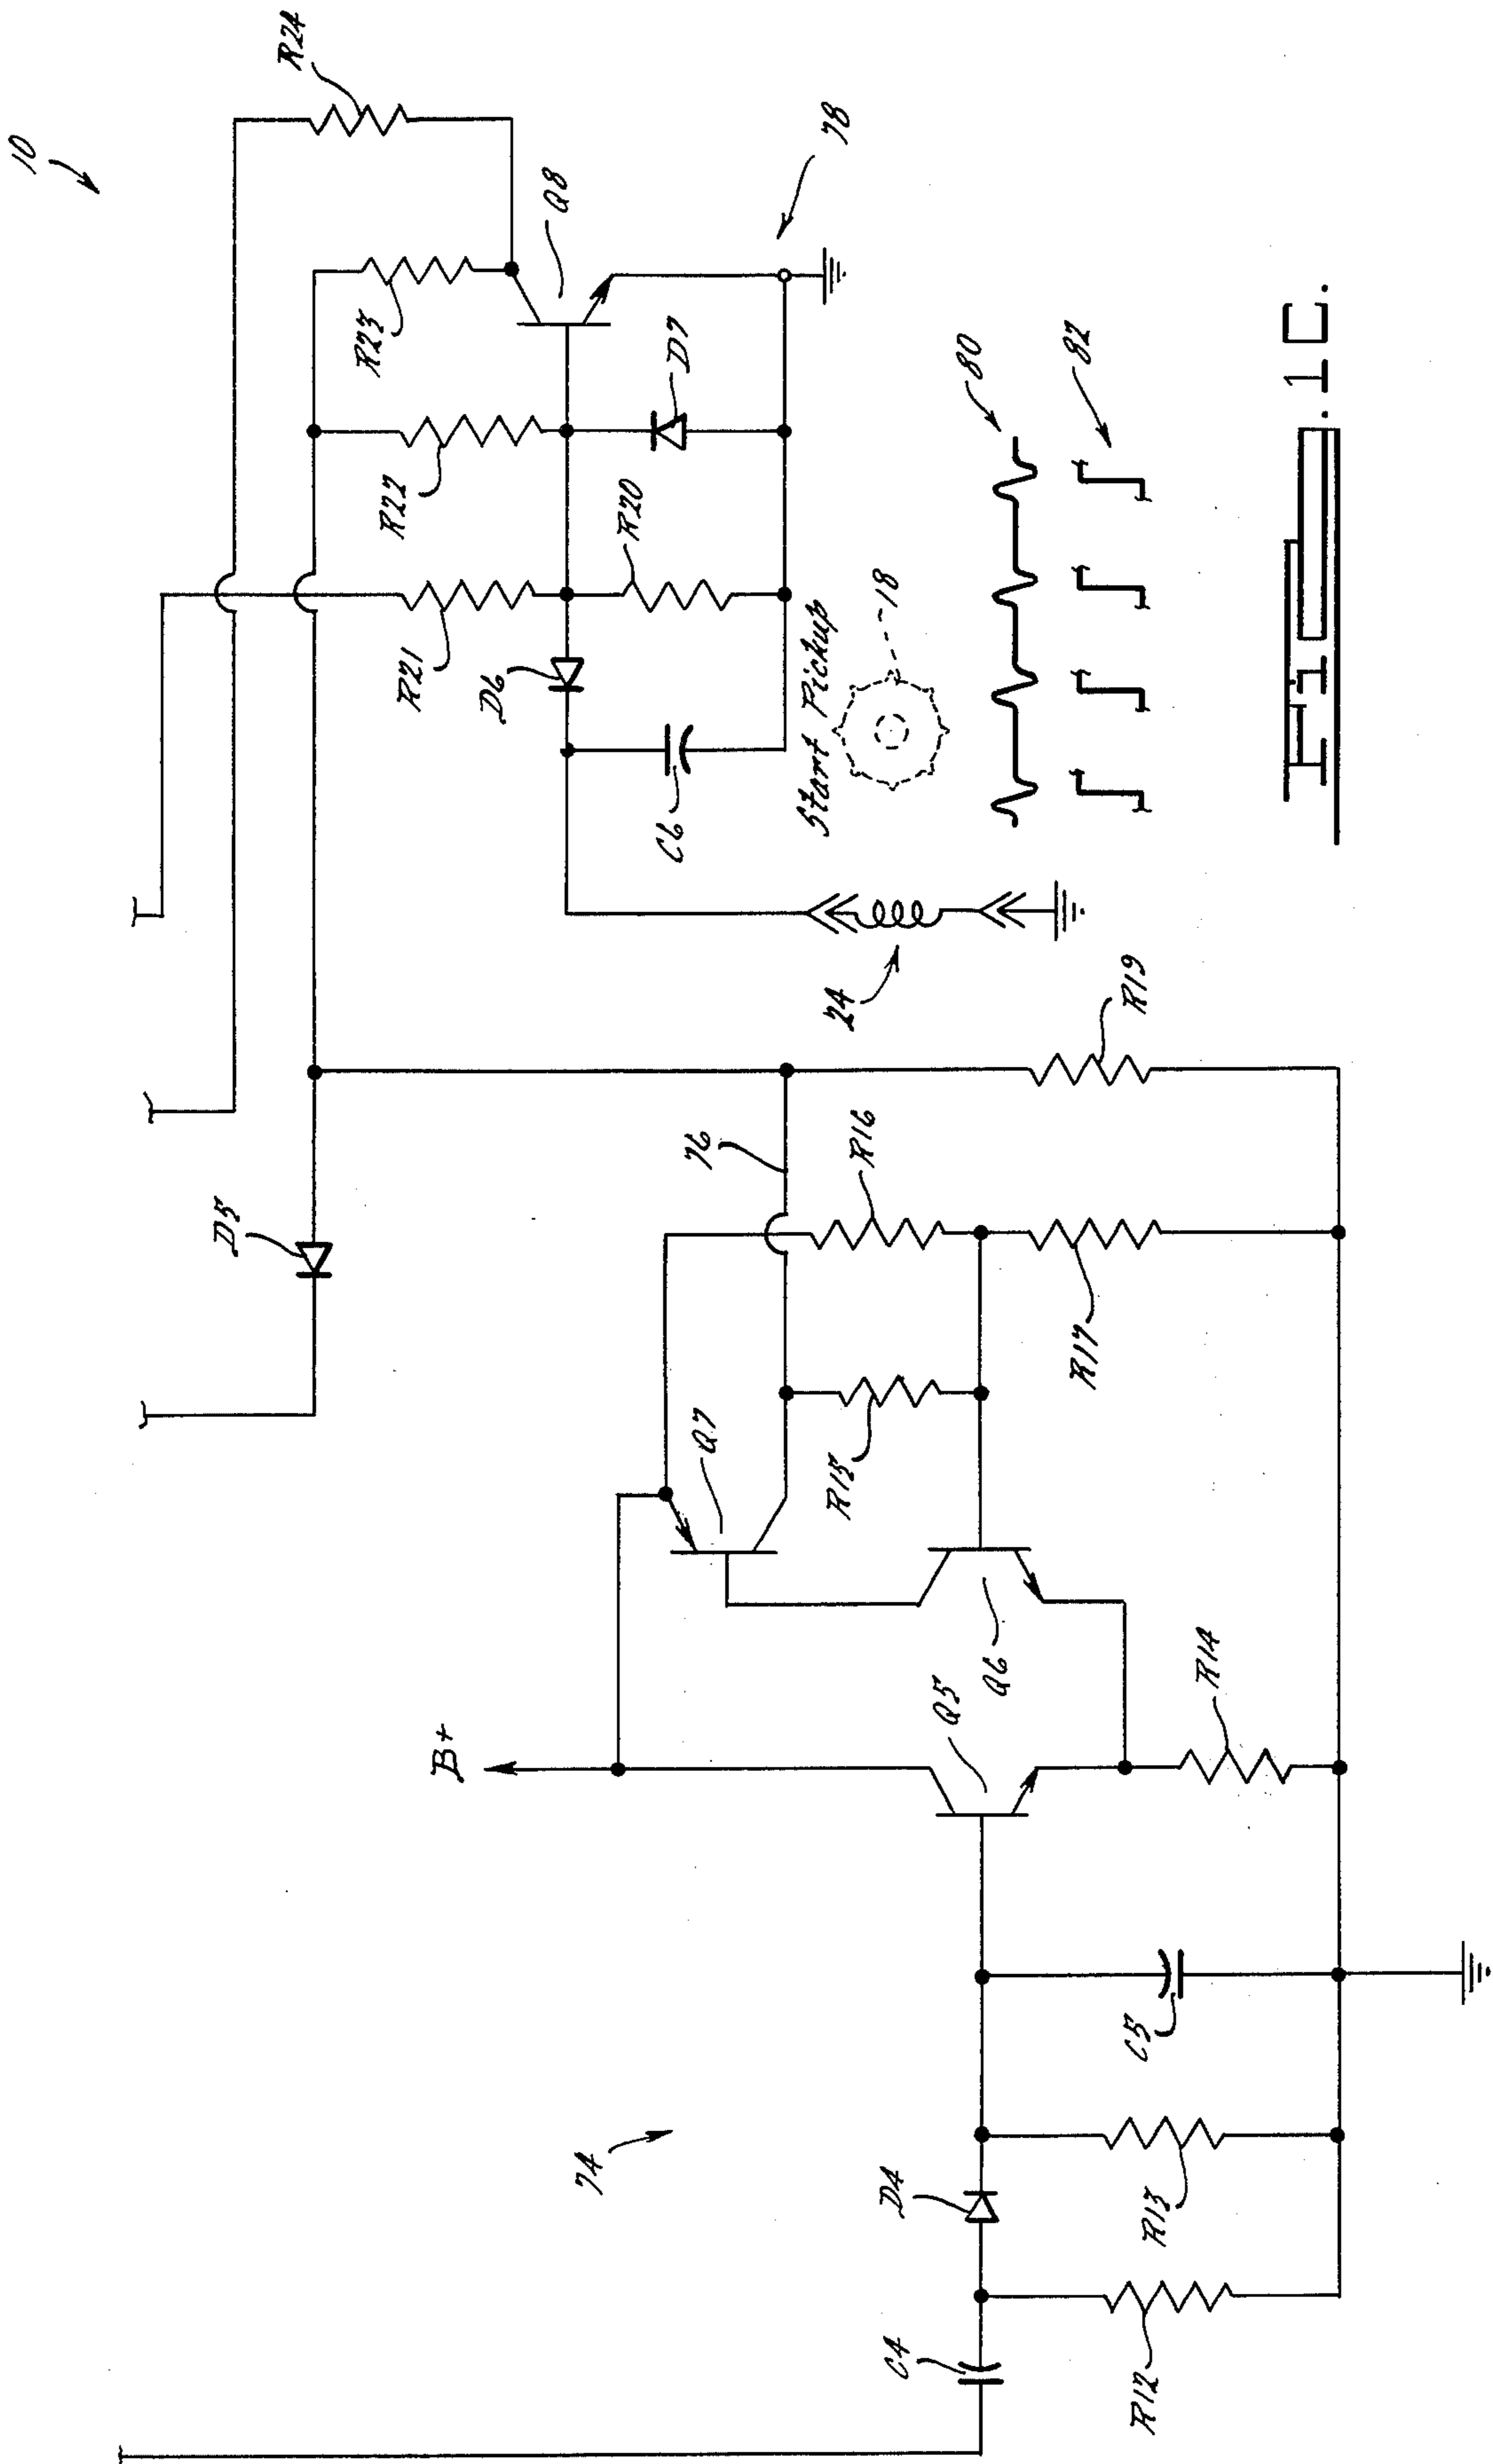 10
R24
R23
Q8
78
R22
D7
R21
R20
D6
C6
Start Pickup
18
80
82
24
D5
76
R16
R19
Q7
R15
R17
B+
Q5
Q6
R14
74
D4
C4
C5
R13
R12
Fig. 1C.